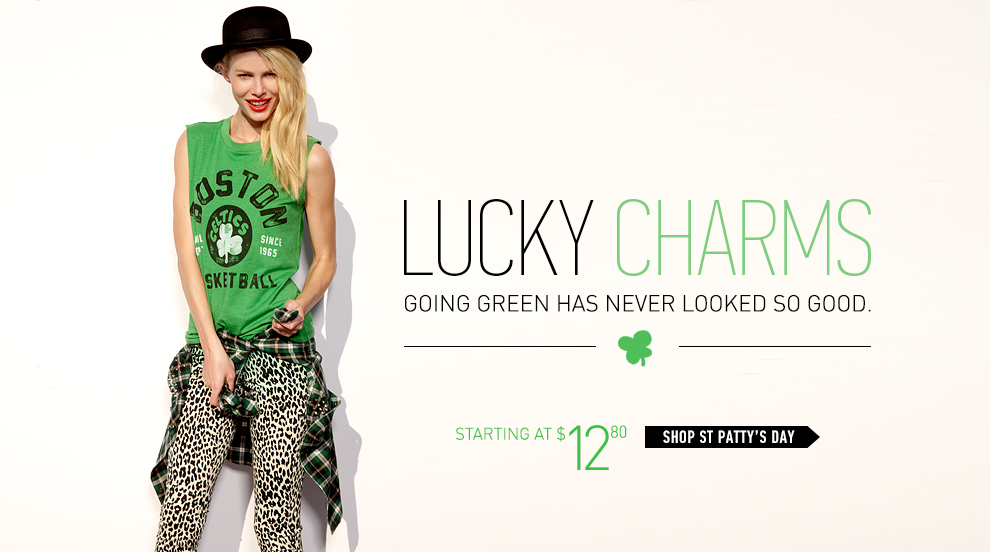 BOSTON
CELTICS
SINCE
1965
SKETBALL
LUCKY CHARMS
GOING GREEN HAS NEVER LOOKED SO GOOD.
STARTING AT $12 80
SHOP ST PATTY'S DAY